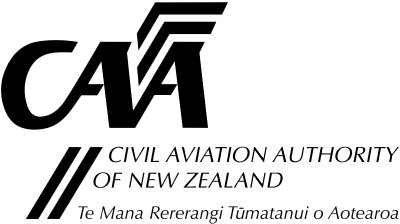 CAA
CIVIL AVIATION AUTHORITY
OF NEW ZEALAND
Te Mana Rererangi Tūmatanui o Aotearoa